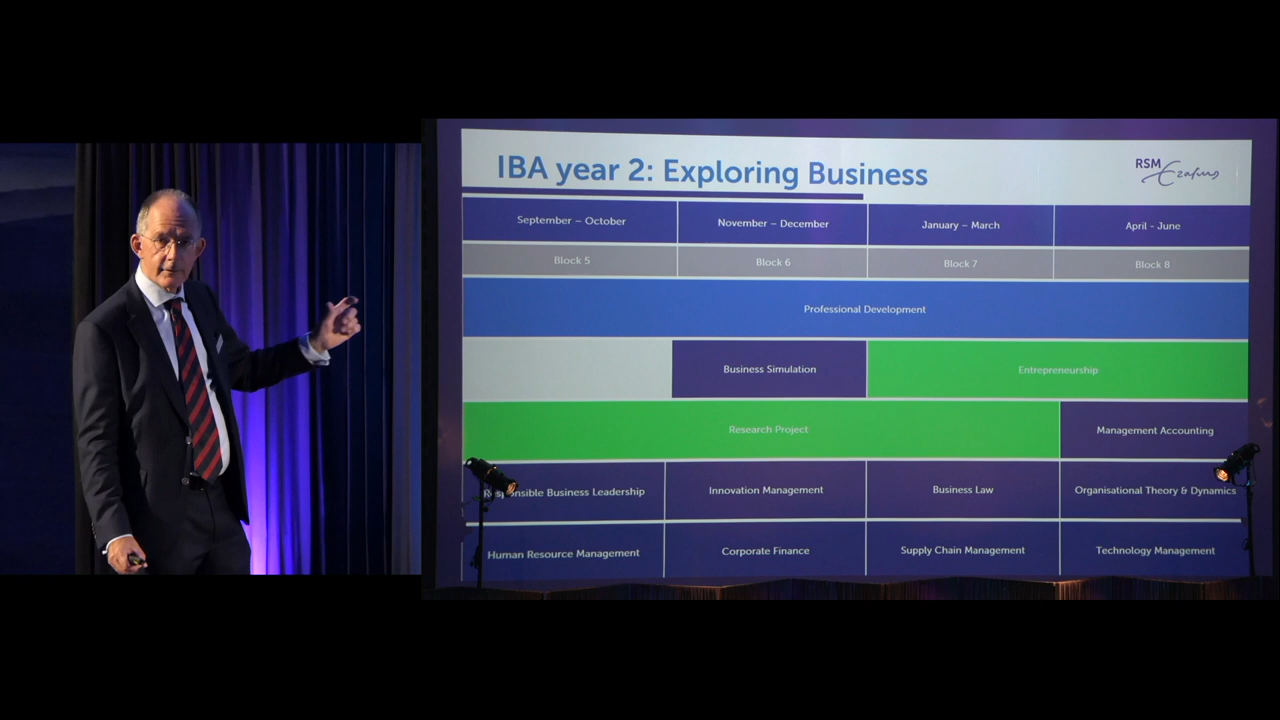 IBA year 2: Exploring Business
RSM
Erasmus
September – October
November – December
January – March
April - June
Block 5
Block 6
Block 7
Block 8
Professional Development
Business Simulation
Entrepreneurship
Research Project
Management Accounting
Responsible Business Leadership
Innovation Management
Business Law
Organisational Theory & Dynamics
Human Resource Management
Corporate Finance
Supply Chain Management
Technology Management